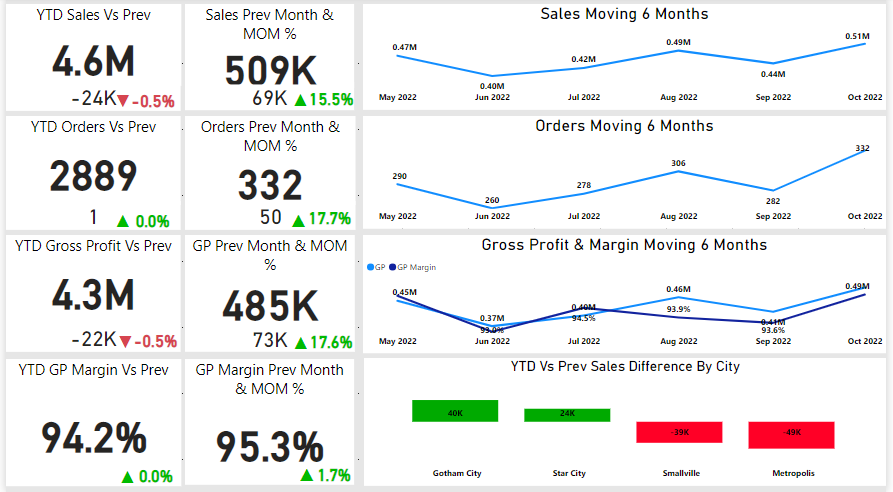 YTD Sales Vs Prev
4.6M
-24K▼-0.5%
Sales Prev Month &
MOM %
509K
69K ▲15.5%
Sales Moving 6 Months
0.47M
0.40M
0.42M
0.49M
0.44M
0.51M
May 2022 Jun 2022 Jul 2022 Aug 2022 Sep 2022 Oct 2022
YTD Orders Vs Prev
2889
1 ▲ 0.0%
Orders Prev Month &
MOM %
332
50 ▲17.7%
Orders Moving 6 Months
290
260
278
306
282
332
May 2022 Jun 2022 Jul 2022 Aug 2022 Sep 2022 Oct 2022
YTD Gross Profit Vs Prev
4.3M
-22K▼-0.5%
GP Prev Month & MOM
%
485K
73K ▲17.6%
Gross Profit & Margin Moving 6 Months
GP GP Margin
0.45M
0.37M
93.0%
0.40M
94.5%
0.46M
93.9%
0.41M
93.6%
0.49M
May 2022 Jun 2022 Jul 2022 Aug 2022 Sep 2022 Oct 2022
YTD GP Margin Vs Prev
94.2%
▲ 0.0%
GP Margin Prev Month
& MOM %
95.3%
▲1.7%
YTD Vs Prev Sales Difference By City
40K
24K
-39K
-49K
Gotham City Star City Smallville Metropolis